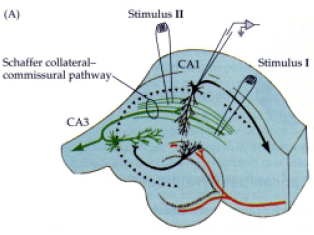 (A)
Stimulus II
Schaffer collateral–
commissural pathway
CA1
Stimulus I
CA3